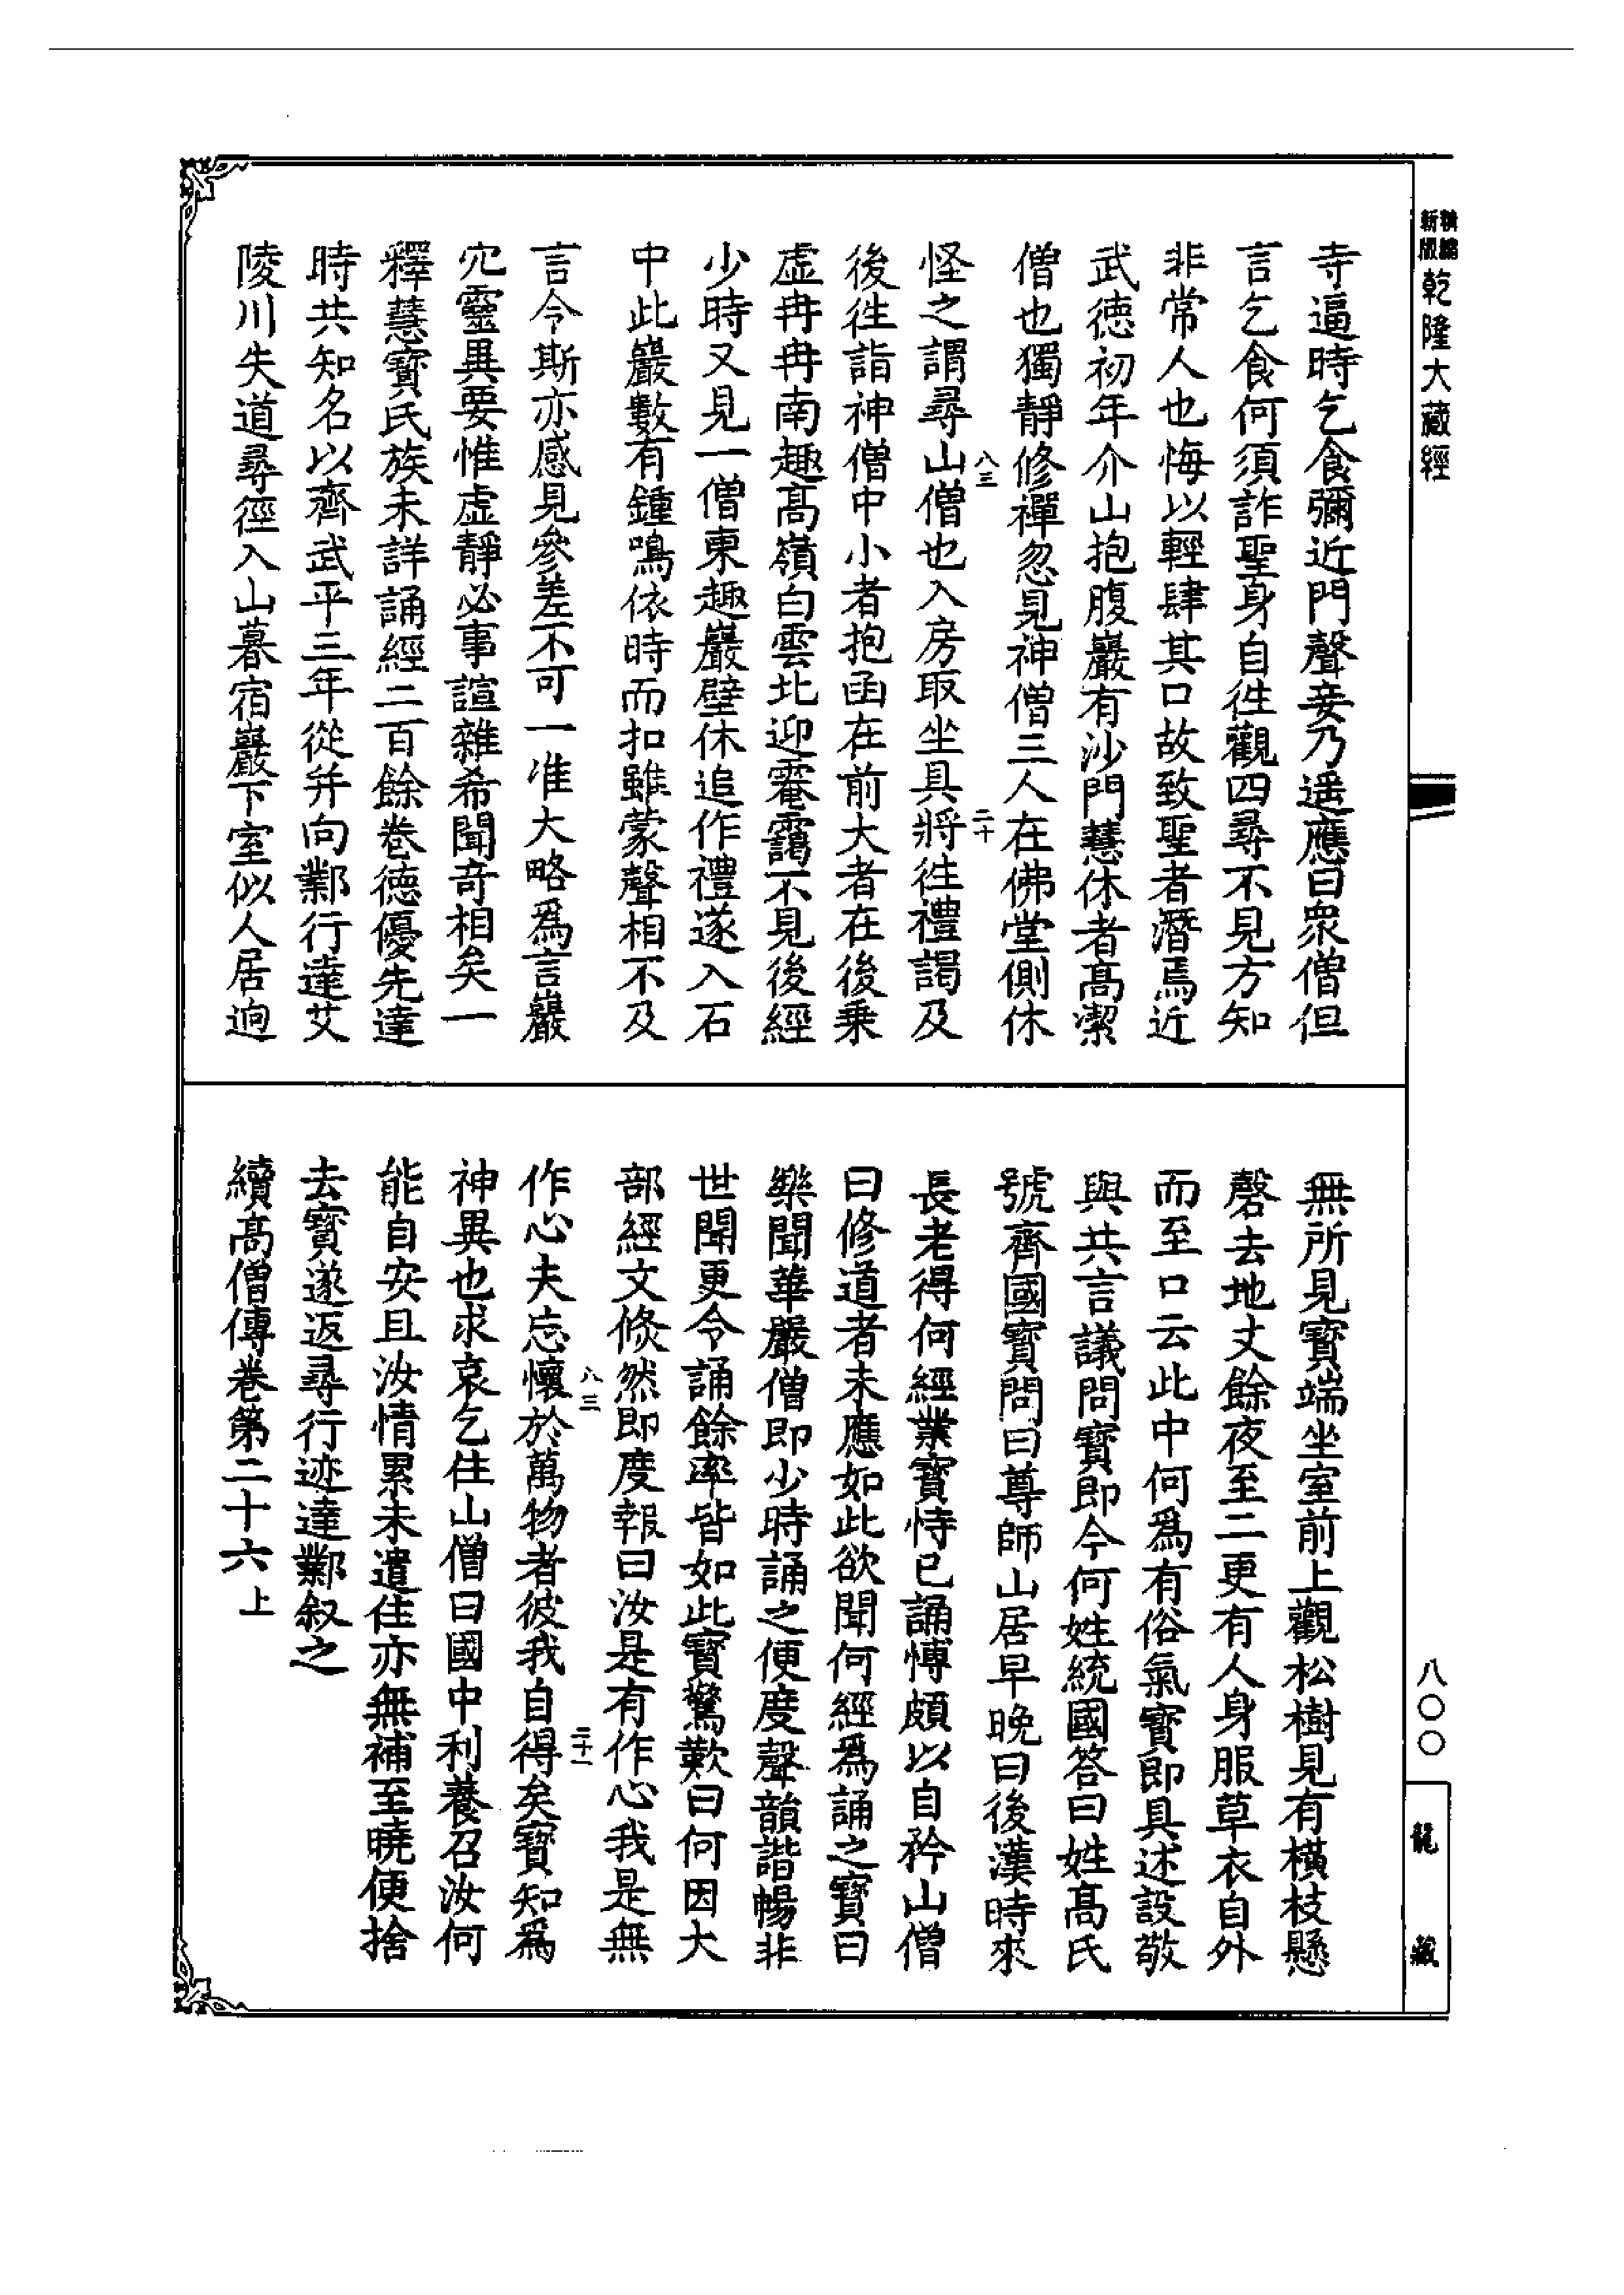 新版精縮乾隆大藏經
寺逼時乞食彌近門聲妾乃遥應曰衆僧但
言乞食何須詐聖身自往觀四尋不見方知
非常人也悔以輕肆其口故致聖者潛焉近
武德初年介山抱腹巖有沙門慧休者高潔
僧也獨靜修禪忽見神僧三人在佛堂側休
八三
二十
怪之謂尋山僧也入房取坐具將往禮謁及
後往詣神僧中小者抱函在前大者在後乗
虛冉冉南趣高嶺白雲北迎䨴靄不見後經
少時又見一僧東趣巖壁休追作禮遂入石
中此巖數有鍾鳴依時而扣雖蒙聲相不及
言今斯亦感見參差不可一准大略爲言巖
穴靈異要惟虛靜必事諠雜希聞奇相矣一
釋慧寶氏族未詳誦經二百餘卷德優先達
時共知名以齊武平三年從并向鄴行達艾
陵川失道尋徑入山暮宿巖下室似人居逈
無所見寶端坐室前上觀松樹見有橫枝懸
磬去地丈餘夜至二更有人身服草衣自外
而至口云此中何爲有俗氣寶即具述設敬
與共言議問寶即今何姓統國答曰姓高氏
號齊國寶問曰尊師山居早晚曰後漢時來
長老得何經業寶恃已誦博頗以自矜山僧
曰修道者未應如此欲聞何經爲誦之寶曰
樂聞華嚴僧即少時誦之便度聲韻諧暢非
世聞更令誦餘率皆如此寶驚歎曰何因大
部經文倐然即度報曰汝是有作心我是無
八三
二十一
作心夫忘懷於萬物者彼我自得矣寶知爲
神異也求哀乞住山僧曰國中利養召汝何
能自安且汝情累未遣住亦無補至曉便捨
去寶遂返尋行迹達鄴叙之
續高僧傳卷第二十六上
八〇〇
龍藏